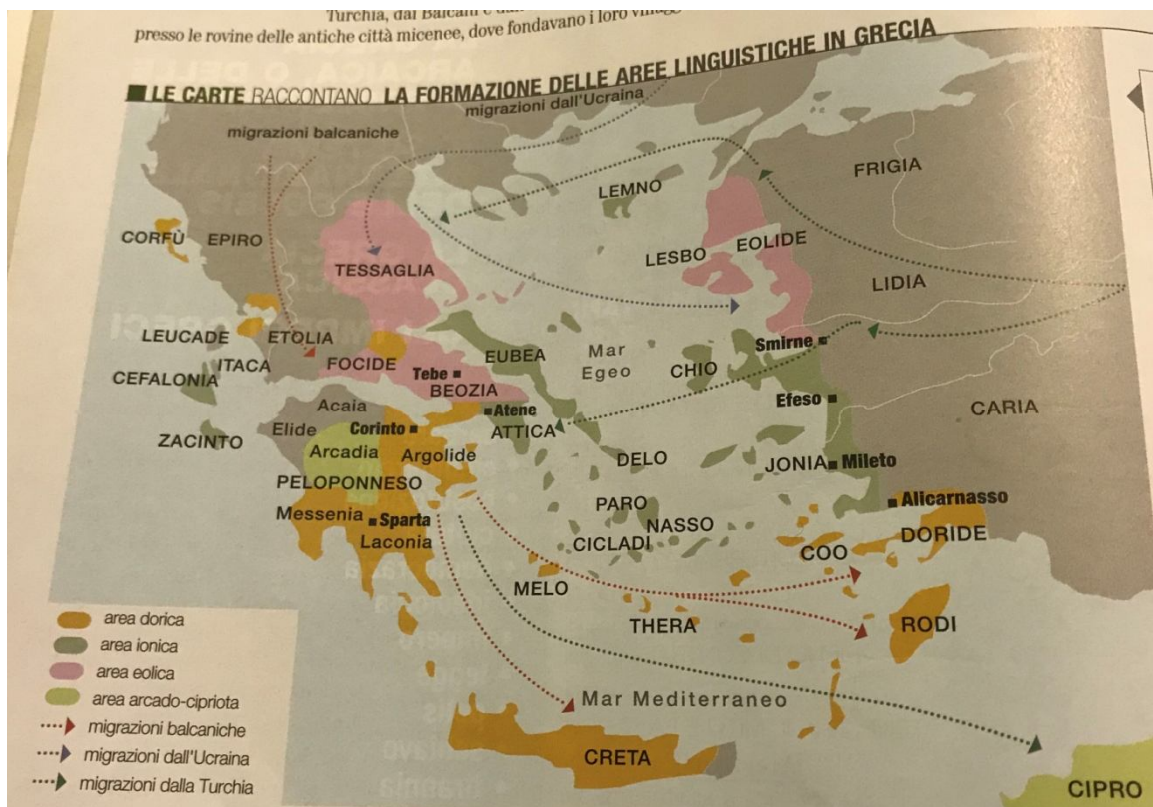 Turchia, dai Balcani e
presso le rovine delle antiche città micenee, dove fondavano i loro
LE CARTE RACCONTANO LA FORMAZIONE DELLE AREE LINGUISTICHE IN GRECIA
migrazioni dall'Ucraina
migrazioni balcaniche
FRIGIA
LEMNO
CORFÙ
EPIRO
LESBO
EOLIDE
TESSAGLIA
LIDIA
LEUCADE
ETOLIA
Smirne
ITACA
FOCIDE
EUBEA
Mar
Egeo
CHIO
CEFALONIA
Tebe
BEOZIA
Efeso
Acaia
Atene
CARIA
Elide
Corinto
ATTICA
ZACINTO
Arcadia
Argolide
DELO
JONIA
Mileto
PELOPONNESO
PARO
Alicarnasso
Messenia
Sparta
NASSO
DORIDE
Laconia
CICLADI
COO
MELO
THERA
RODI
Mar Mediterraneo
CRETA
CIPRO
area dorica
area ionica
area eolica
area arcado-cipriota
migrazioni balcaniche
migrazioni dall'Ucraina
migrazioni dalla Turchia